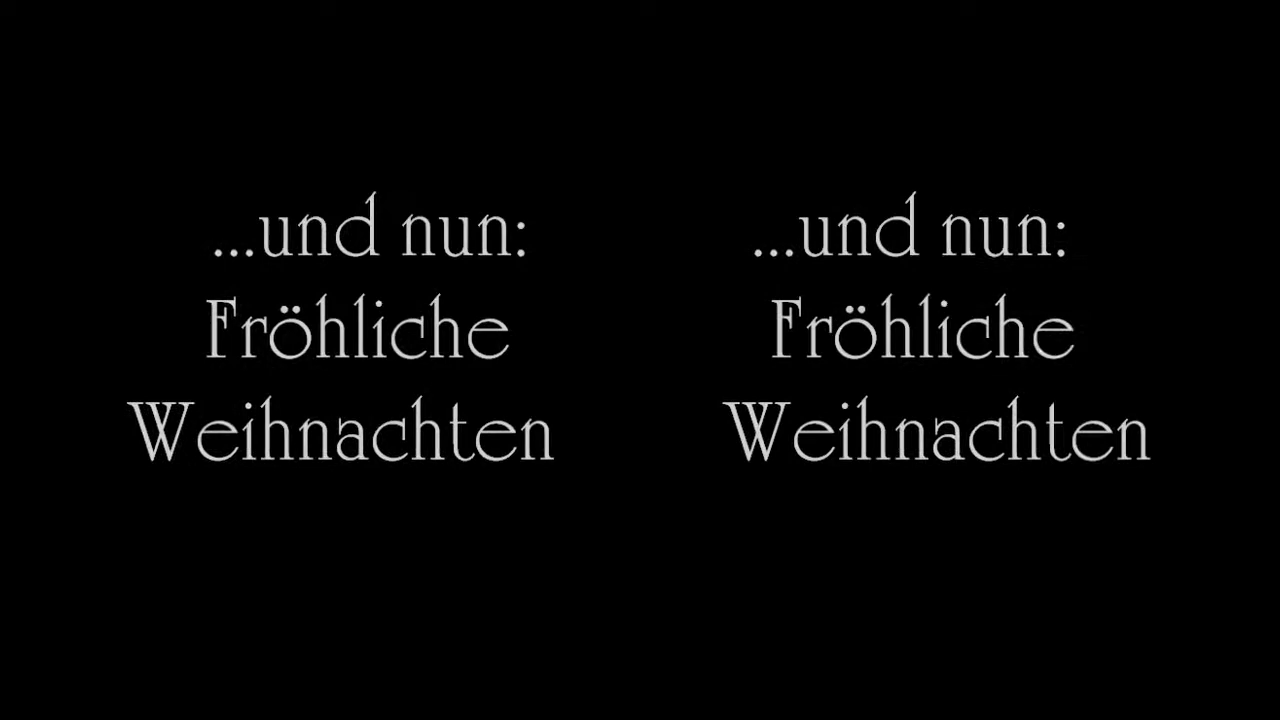 ...und nun:
Fröhliche
Weihnachten
...und nun:
Fröhliche
Weihnachten